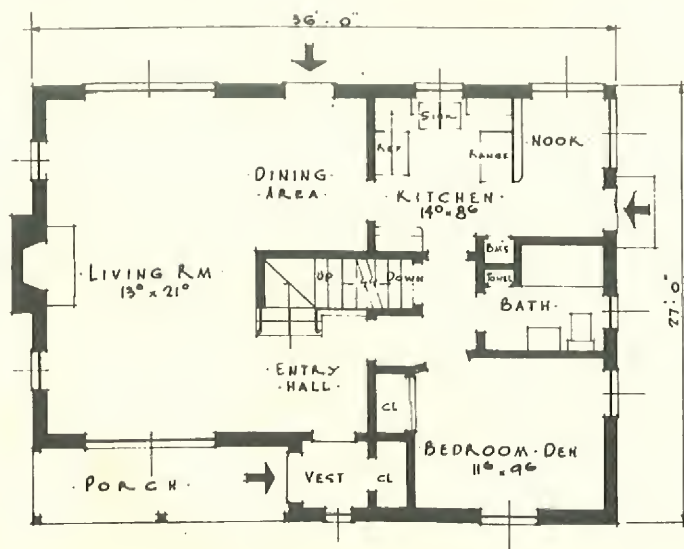 36'-0"
SINK
NOOK
REF
RANGE
DINING
AREA
KITCHEN
14⁰ x 8⁶
LIVING RM
13⁰ x 21⁰
UP
DOWN
TOWEL
BATH
27'-0"
ENTRY
HALL
CL
BEDROOM-DEN
11⁶ x 9⁶
PORCH
VEST
CL